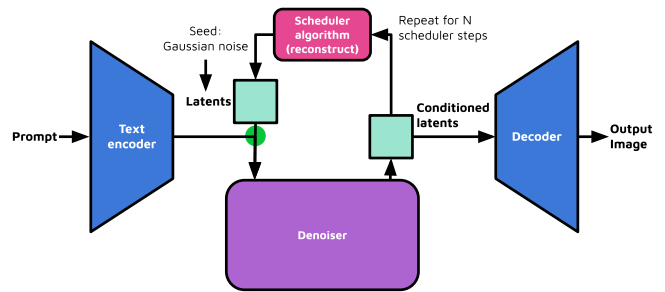 Seed:
Gaussian noise
Scheduler
algorithm
(reconstruct)
Repeat for N
scheduler steps
Latents
Conditioned
latents
Prompt
Text
encoder
Decoder
Output
Image
Denoiser